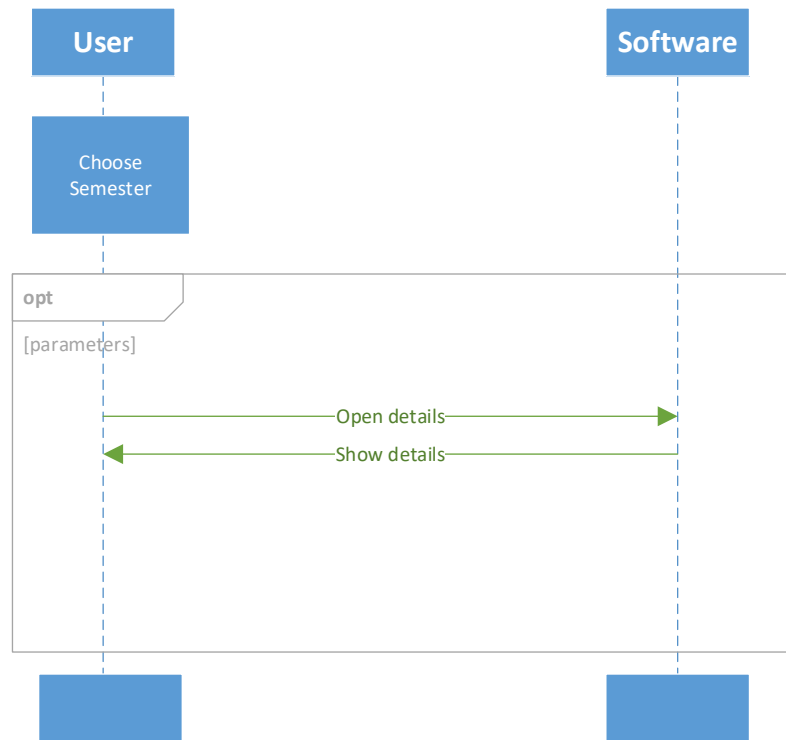 User
Software
Choose
Semester
opt
[parameters]
Open details
Show details